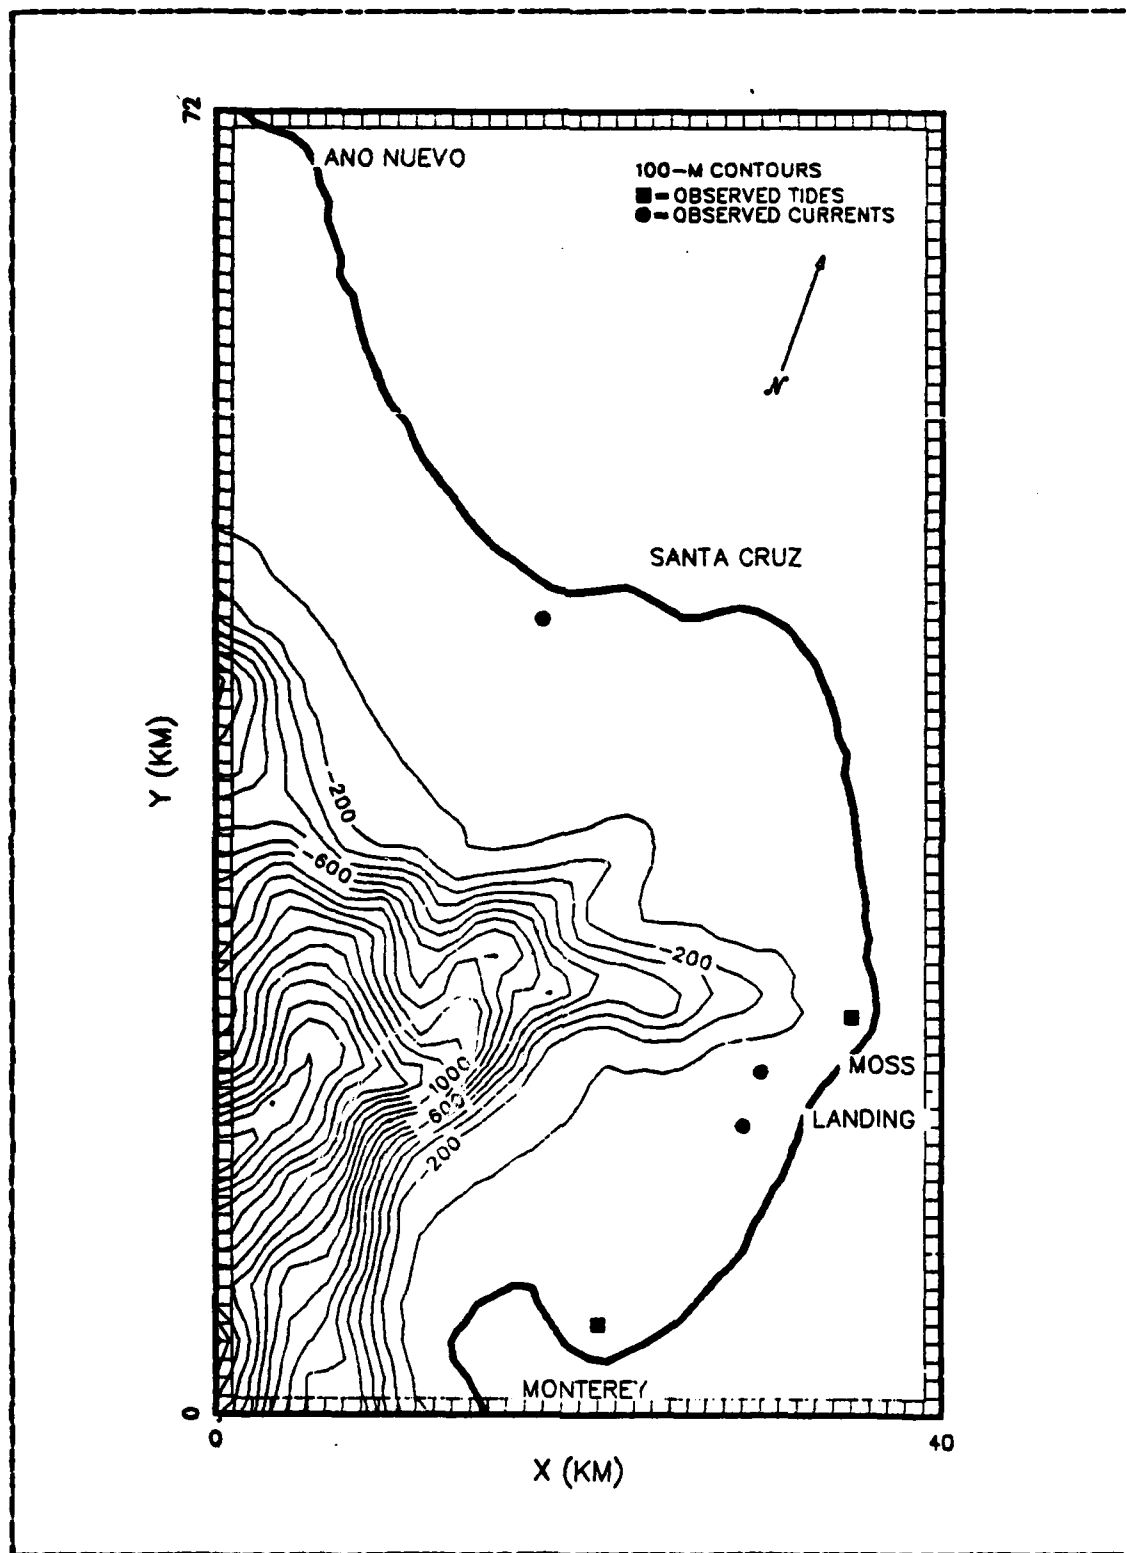 72
ANO NUEVO
100-M CONTOURS
■ - OBSERVED TIDES
● - OBSERVED CURRENTS
N
SANTA CRUZ
Y (KM)
-200
-600
-200
-1000
-600
-200
MOSS
LANDING
MONTEREY
0
0
40
X (KM)